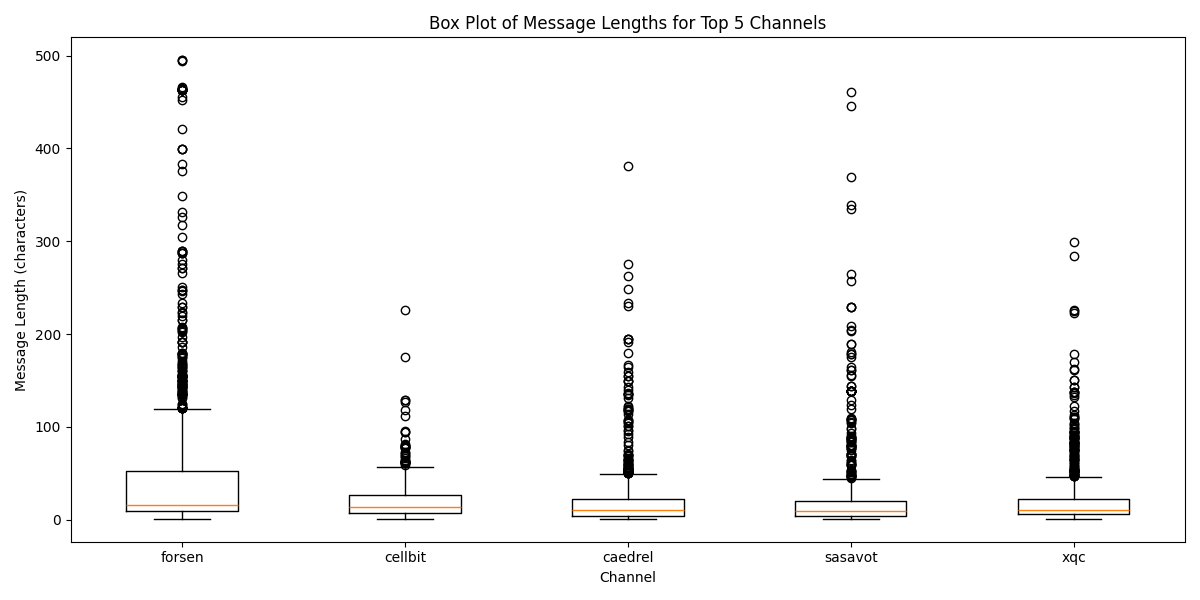 Box Plot of Message Lengths for Top 5 Channels
500
400
300
200
100
0
Message Length (characters)
forsen cellbit caedrel sasavot xqc
Channel